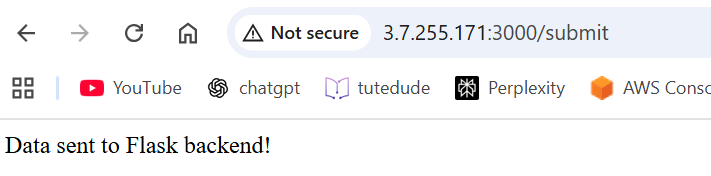 Not secure 3.7.255.171:3000/submit
YouTube chatgpt tutedude Perplexity AWS Consc
Data sent to Flask backend!